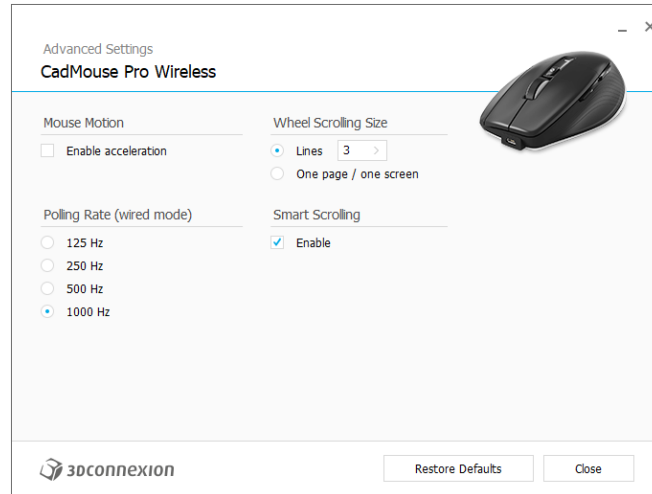 Advanced Settings
CadMouse Pro Wireless
Mouse Motion
Enable acceleration
Wheel Scrolling Size
Lines 3
One page / one screen
Polling Rate (wired mode)
125 Hz
250 Hz
500 Hz
1000 Hz
Smart Scrolling
Enable
3Dconnexion
Restore Defaults
Close